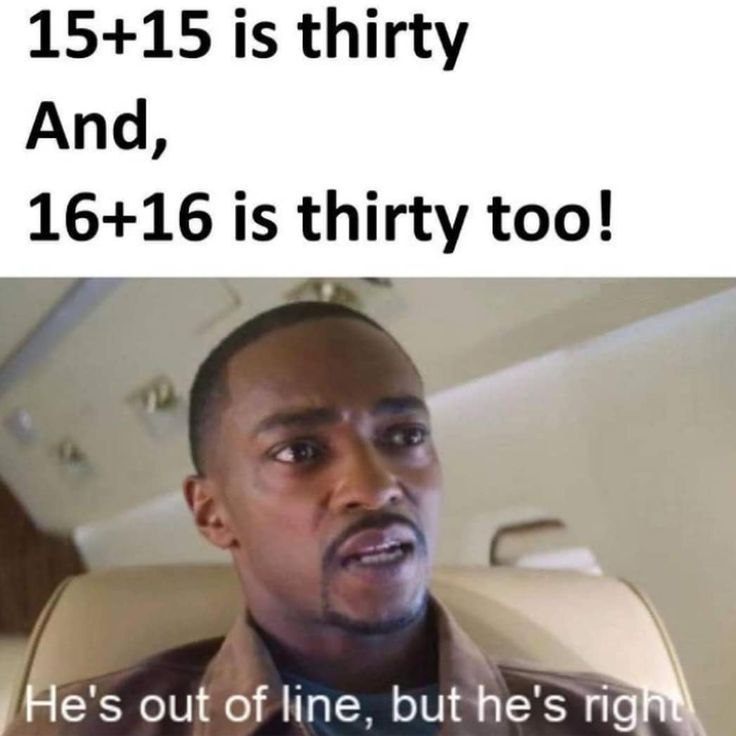 15+15 is thirty
And,
16+16 is thirty too!
He's out of line, but he's right